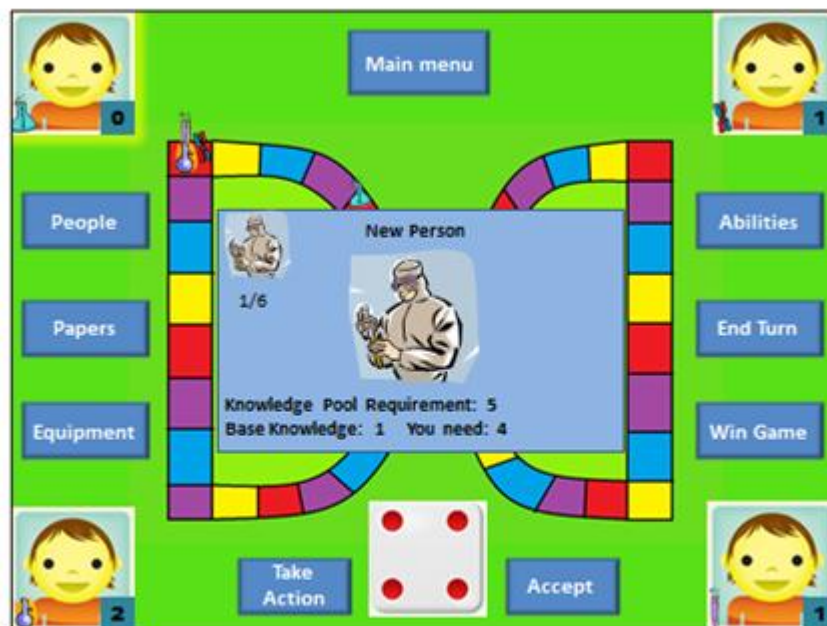 0
Main menu
1
People
Abilities
New Person
1/6
Papers
End Turn
Knowledge Pool Requirement: 5
Base Knowledge: 1 You need: 4
Equipment
Win Game
Take
Action
Accept
2
1